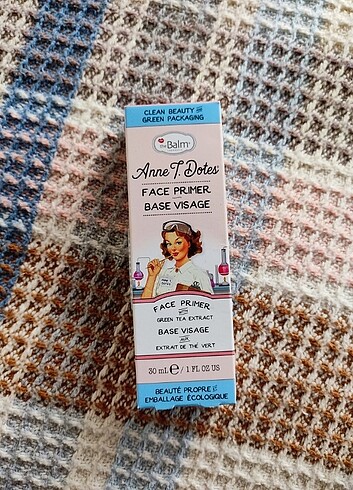 CLEAN BEAUTY IN
GREEN PACKAGING
theBalm®
Anne T. Dotes®
FACE PRIMER
BASE VISAGE
FACE PRIMER
WITH
GREEN TEA EXTRACT
BASE VISAGE
AUX
EXTRAIT DE THÉ VERT
30 mL e / 1 FL OZ US
BEAUTÉ PROPRE ET
EMBALLAGE ÉCOLOGIQUE